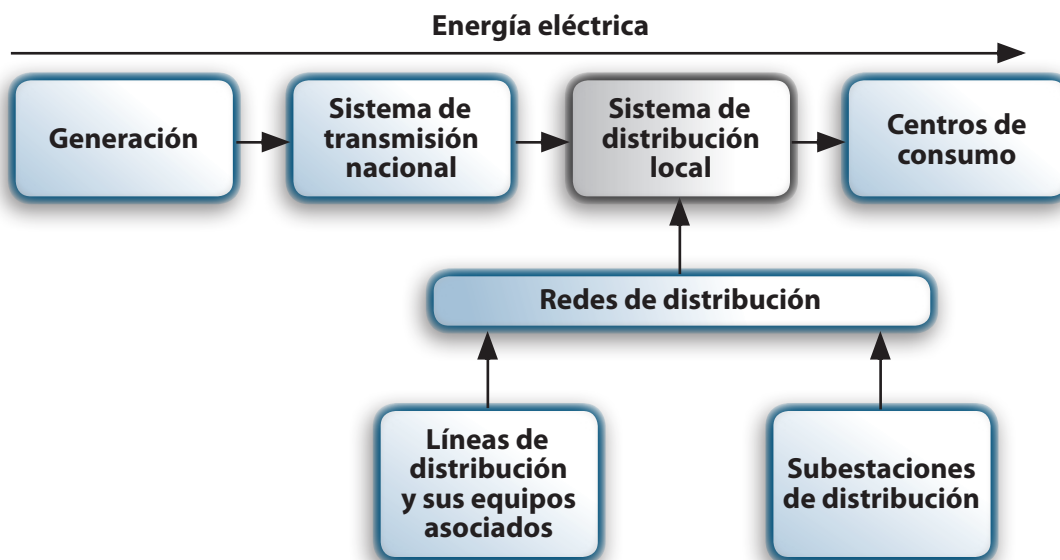 Energía eléctrica
Generación
Sistema de
transmisión
nacional
Sistema de
distribución
local
Centros de
consumo
Redes de distribución
Líneas de
distribución
y sus equipos
asociados
Subestaciones
de distribución